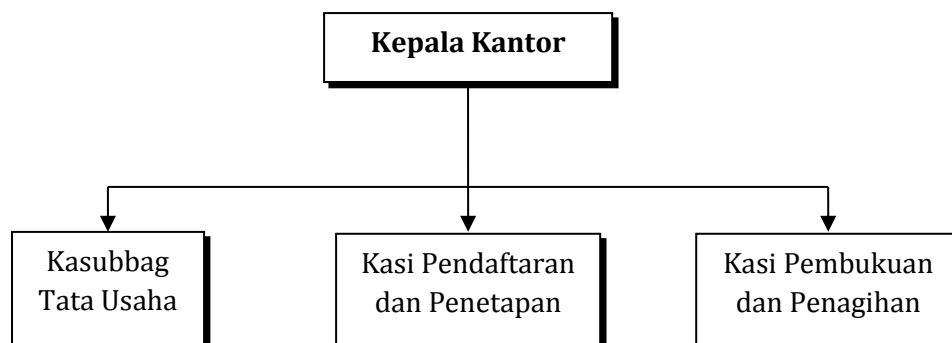 Kepala Kantor
Kasubbag
Tata Usaha
Kasi Pendaftaran
dan Penetapan
Kasi Pembukuan
dan Penagihan